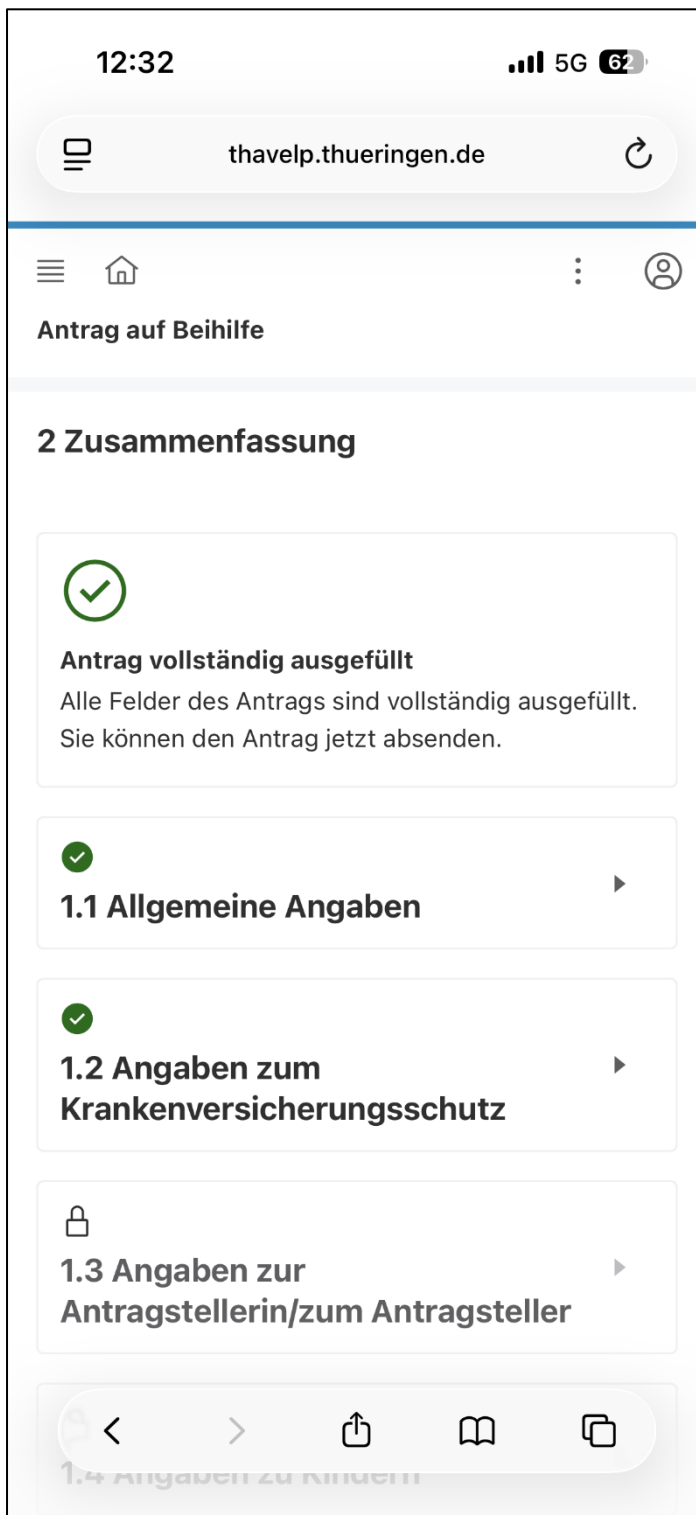 12:32
5G 62
thavelp.thueringen.de
Antrag auf Beihilfe
2 Zusammenfassung
Antrag vollständig ausgefüllt
Alle Felder des Antrags sind vollständig ausgefüllt.
Sie können den Antrag jetzt absenden.
1.1 Allgemeine Angaben
1.2 Angaben zum
Krankenversicherungsschutz
1.3 Angaben zur
Antragstellerin/zum Antragsteller
1.4 Angaben zu Kindern